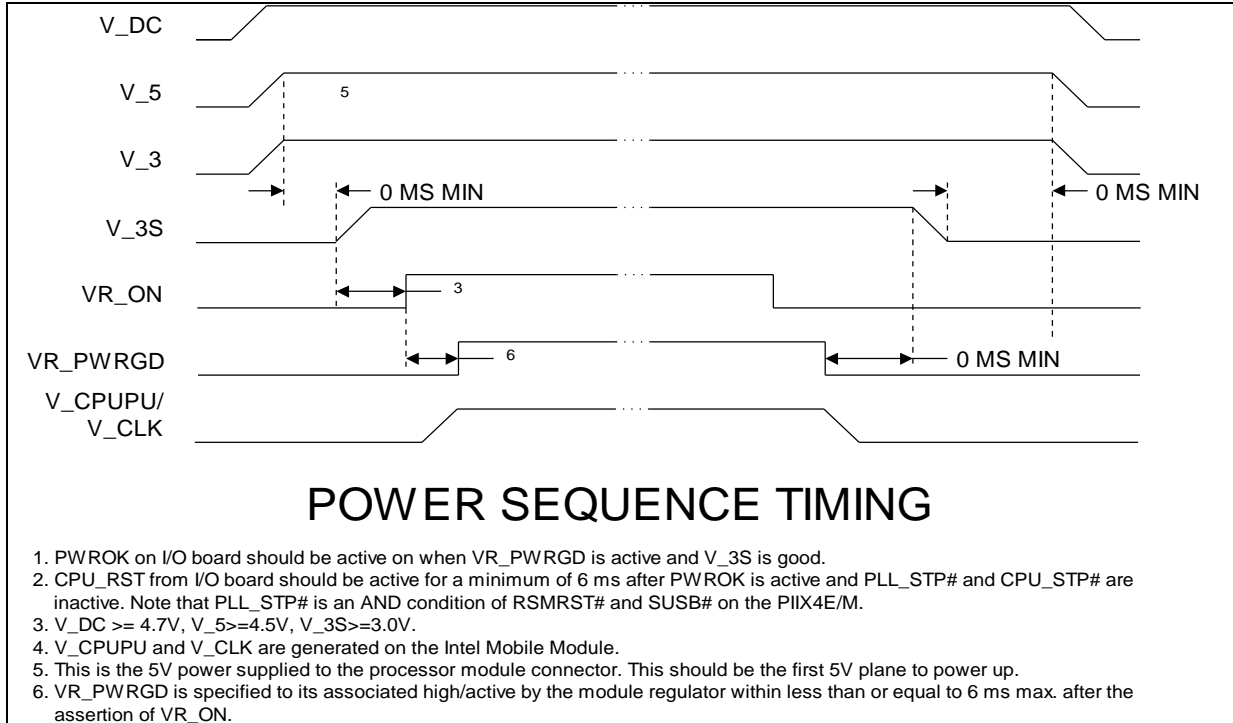 V_DC
V_5
5
V_3
0 MS MIN
0 MS MIN
V_3S
VR_ON
3
VR_PWRGD
6
0 MS MIN
V_CPUPU/
V_CLK
POWER SEQUENCE TIMING
1. PWROK on I/O board should be active on when VR_PWRGD is active and V_3S is good.
2. CPU_RST from I/O board should be active for a minimum of 6 ms after PWROK is active and PLL_STP# and CPU_STP# are
inactive. Note that PLL_STP# is an AND condition of RSMRST# and SUSB# on the PIIX4E/M.
3. V_DC >= 4.7V, V_5>=4.5V, V_3S>=3.0V.
4. V_CPUPU and V_CLK are generated on the Intel Mobile Module.
5. This is the 5V power supplied to the processor module connector. This should be the first 5V plane to power up.
6. VR_PWRGD is specified to its associated high/active by the module regulator within less than or equal to 6 ms max. after the
assertion of VR_ON.